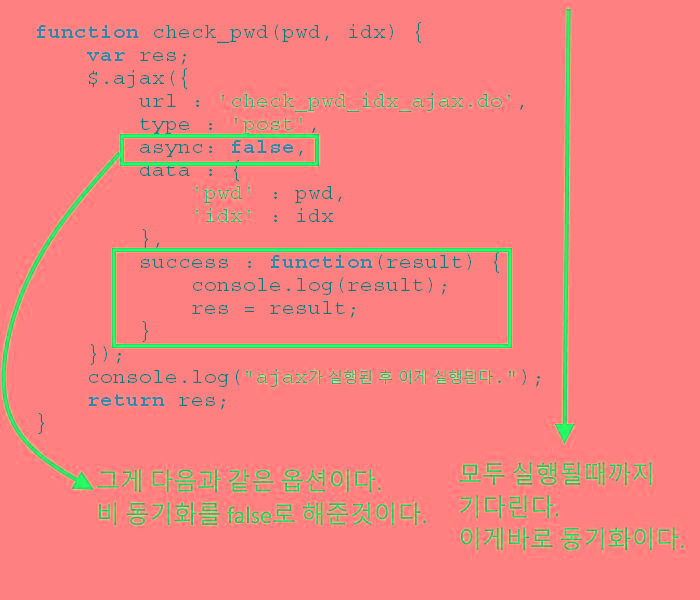 function check_pwd(pwd, idx) {
var res;
$.ajax({
url : 'check_pwd_idx_ajax.do',
type : 'post',
async: false,
data : {
'pwd' : pwd,
'idx' : idx
},
success : function(result) {
console.log(result);
res = result;
}
});
console.log("ajax가 실행된 후 이게 실행된다.");
return res;
}
그게 다음과 같은 옵션이다.
비 동기화를 false로 해준것이다.
모두 실행될때까지
기다린다.
이게바로 동기화이다.